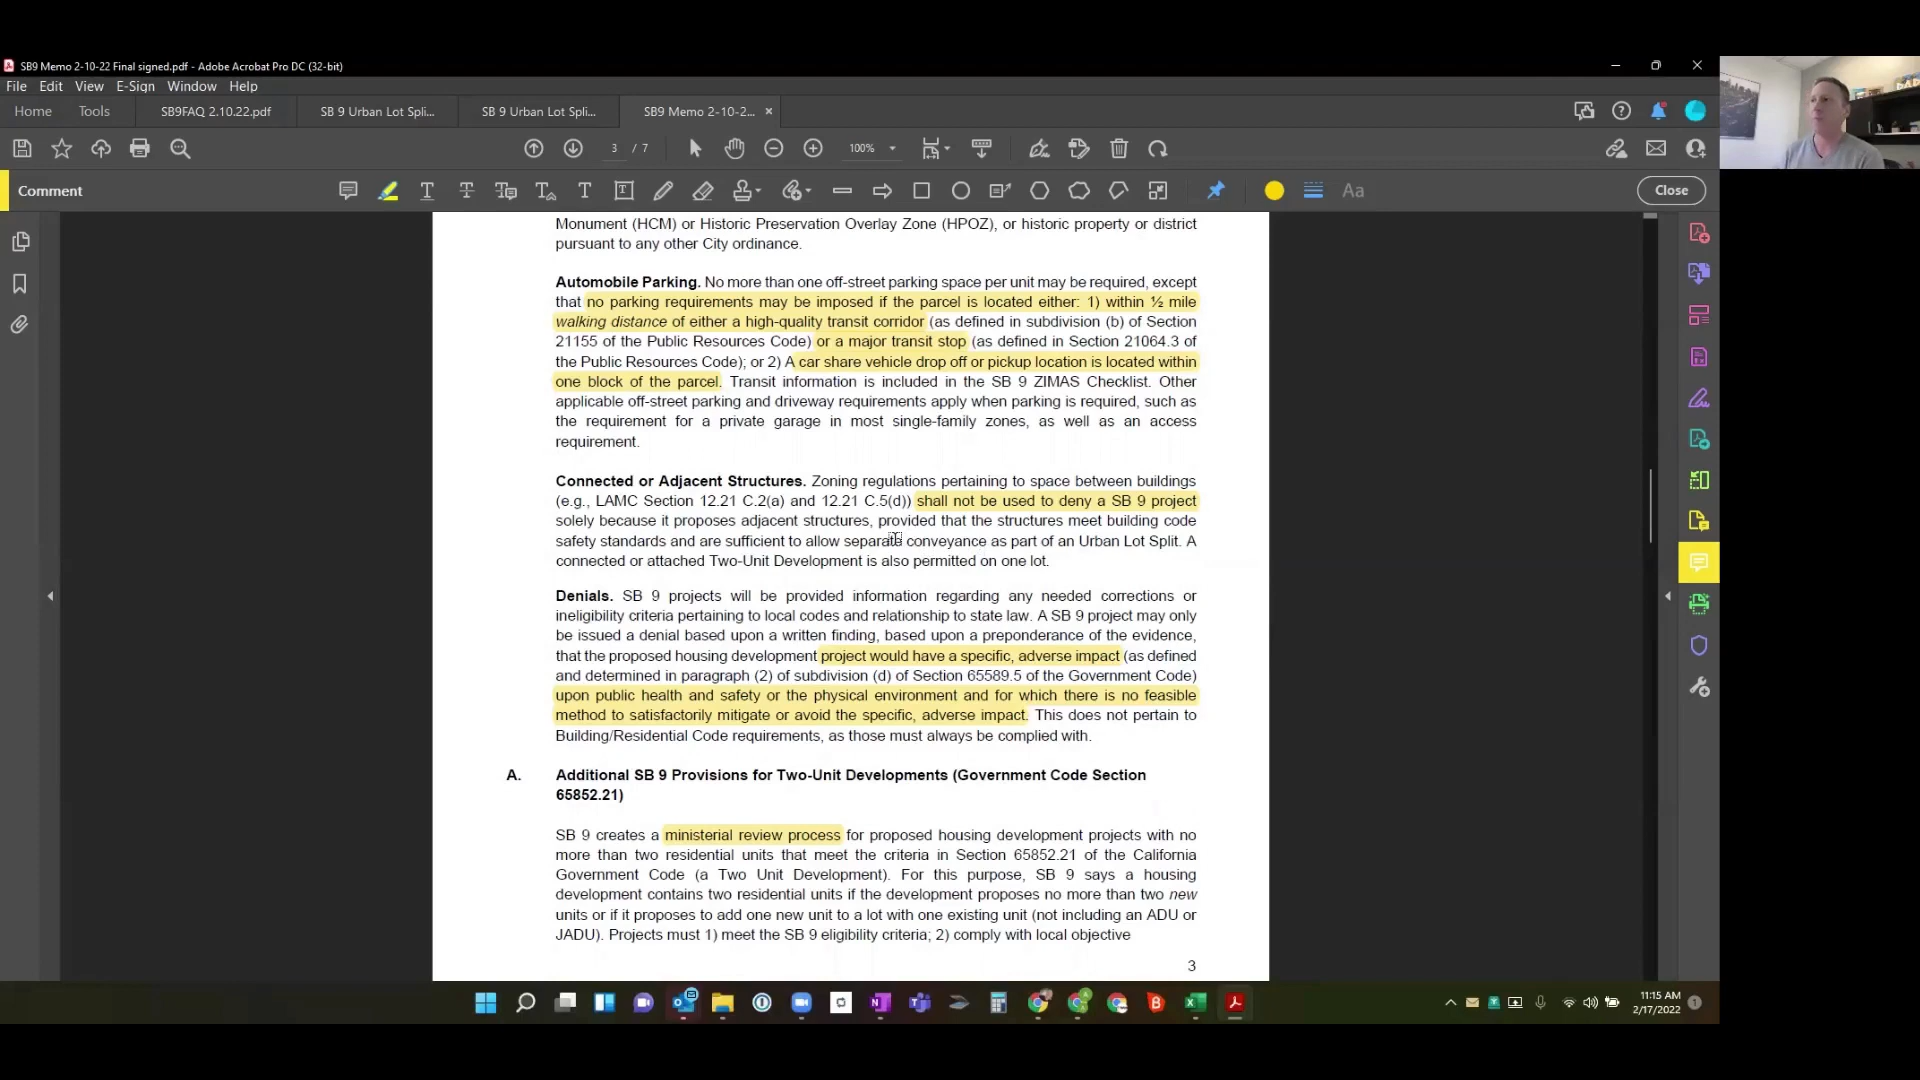 SB9 Memo 2-10-22 Final signed.pdf - Adobe Acrobat Pro DC (32-bit)
File Edit View E-Sign Window Help
Home Tools SB9FAQ 2.10.22.pdf SB 9 Urban Lot Spli... SB 9 Urban Lot Spli... SB9 Memo 2-10-2... ×
3 / 7 100%
Comment Aa Close
Monument (HCM) or Historic Preservation Overlay Zone (HPOZ), or historic property or district
pursuant to any other City ordinance.
Automobile Parking. No more than one off-street parking space per unit may be required, except
that no parking requirements may be imposed if the parcel is located either: 1) within ½ mile
walking distance of either a high-quality transit corridor (as defined in subdivision (b) of Section
21155 of the Public Resources Code) or a major transit stop (as defined in Section 21064.3 of
the Public Resources Code); or 2) A car share vehicle drop off or pickup location is located within
one block of the parcel. Transit information is included in the SB 9 ZIMAS Checklist. Other
applicable off-street parking and driveway requirements apply when parking is required, such as
the requirement for a private garage in most single-family zones, as well as an access
requirement.
Connected or Adjacent Structures. Zoning regulations pertaining to space between buildings
(e.g., LAMC Section 12.21 C.2(a) and 12.21 C.5(d)) shall not be used to deny a SB 9 project
solely because it proposes adjacent structures, provided that the structures meet building code
safety standards and are sufficient to allow separate conveyance as part of an Urban Lot Split. A
connected or attached Two-Unit Development is also permitted on one lot.
Denials. SB 9 projects will be provided information regarding any needed corrections or
ineligibility criteria pertaining to local codes and relationship to state law. A SB 9 project may only
be issued a denial based upon a written finding, based upon a preponderance of the evidence,
that the proposed housing development project would have a specific, adverse impact (as defined
and determined in paragraph (2) of subdivision (d) of Section 65589.5 of the Government Code)
upon public health and safety or the physical environment and for which there is no feasible
method to satisfactorily mitigate or avoid the specific, adverse impact. This does not pertain to
Building/Residential Code requirements, as those must always be complied with.
A. Additional SB 9 Provisions for Two-Unit Developments (Government Code Section
65852.21)
SB 9 creates a ministerial review process for proposed housing development projects with no
more than two residential units that meet the criteria in Section 65852.21 of the California
Government Code (a Two Unit Development). For this purpose, SB 9 says a housing
development contains two residential units if the development proposes no more than two new
units or if it proposes to add one new unit to a lot with one existing unit (not including an ADU or
JADU). Projects must 1) meet the SB 9 eligibility criteria; 2) comply with local objective
3
11:15 AM
2/17/2022
1